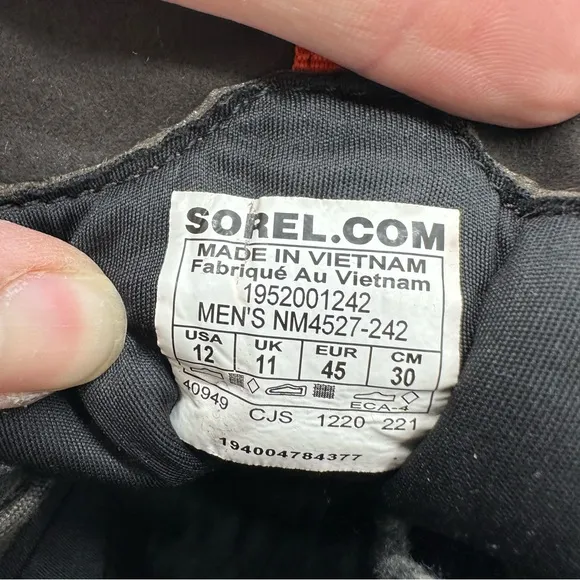 SOREL.COM
MADE IN VIETNAM
Fabriqué Au Vietnam
1952001242
MEN'S NM4527-242
USA UK EUR CM
12 11 45 30
ECA-4
40949 CJS 1220 221
194004784377